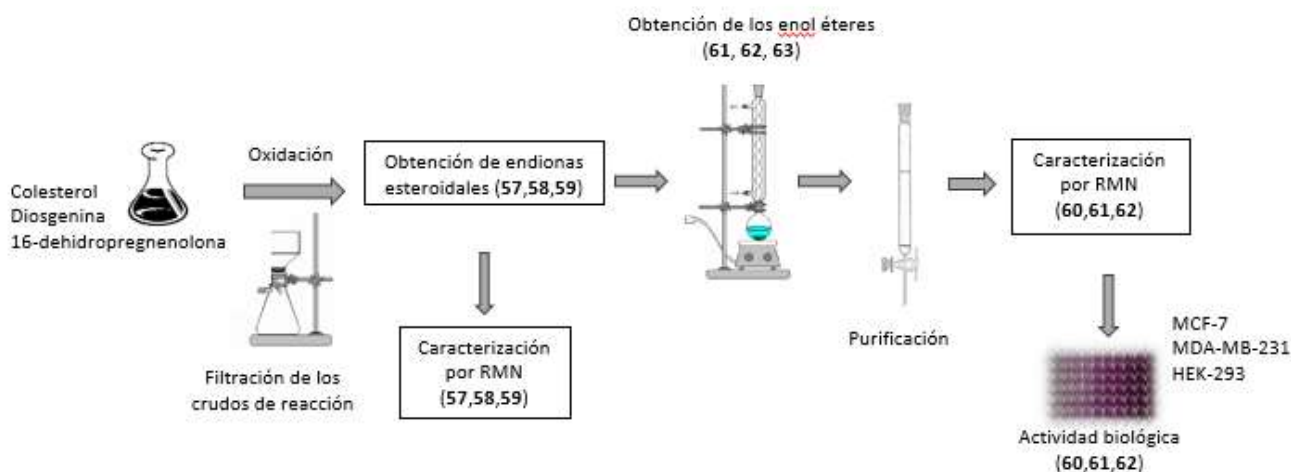 Obtención de los enol éteres
(61, 62, 63)
Oxidación
Colesterol
Diosgenina
16-dehidropregnenolona
Obtención de endionas
esteroidales (57,58,59)
Caracterización
por RMN
(60,61,62)
Filtración de los
crudos de reacción
Caracterización
por RMN
(57,58,59)
Purificación
MCF-7
MDA-MB-231
HEK-293
Actividad biológica
(60,61,62)